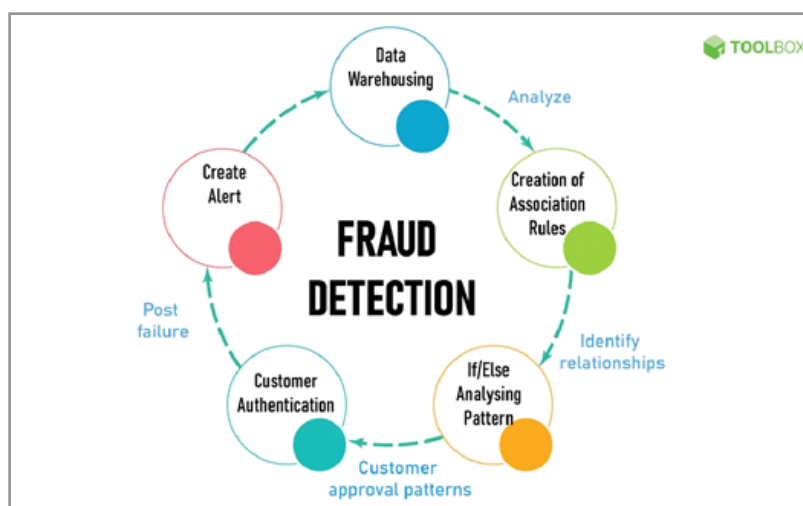 TOOLBOX
Data
Warehousing
Analyze
Create
Alert
Creation of
Association
Rules
FRAUD
DETECTION
Post
failure
Identify
relationships
Customer
Authentication
If/Else
Analysing
Pattern
Customer
approval patterns